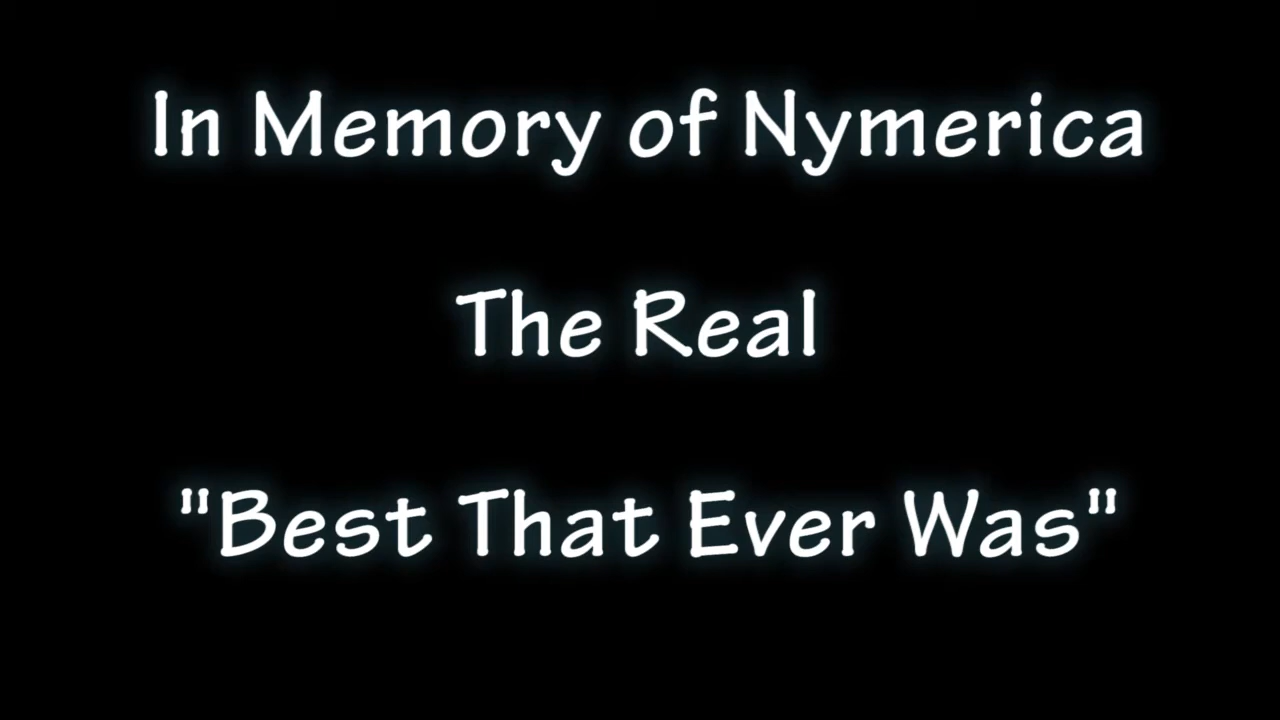 In Memory of Nymerica
The Real
"Best That Ever Was"